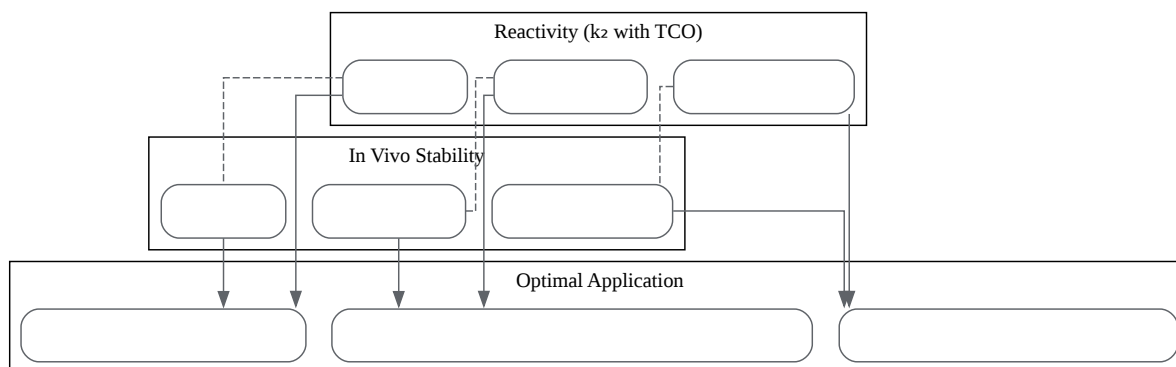 Reactivity (k₂ with TCO)
In Vivo Stability
Optimal Application